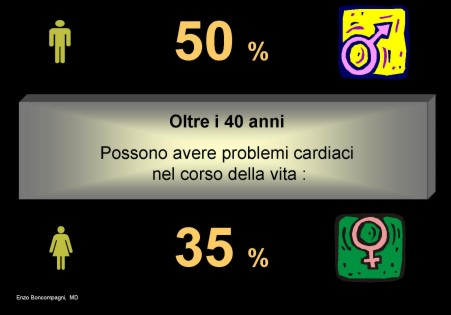 50 %
Oltre i 40 anni
Possono avere problemi cardiaci
nel corso della vita :
35 %
Enzo Boncompagni, MD